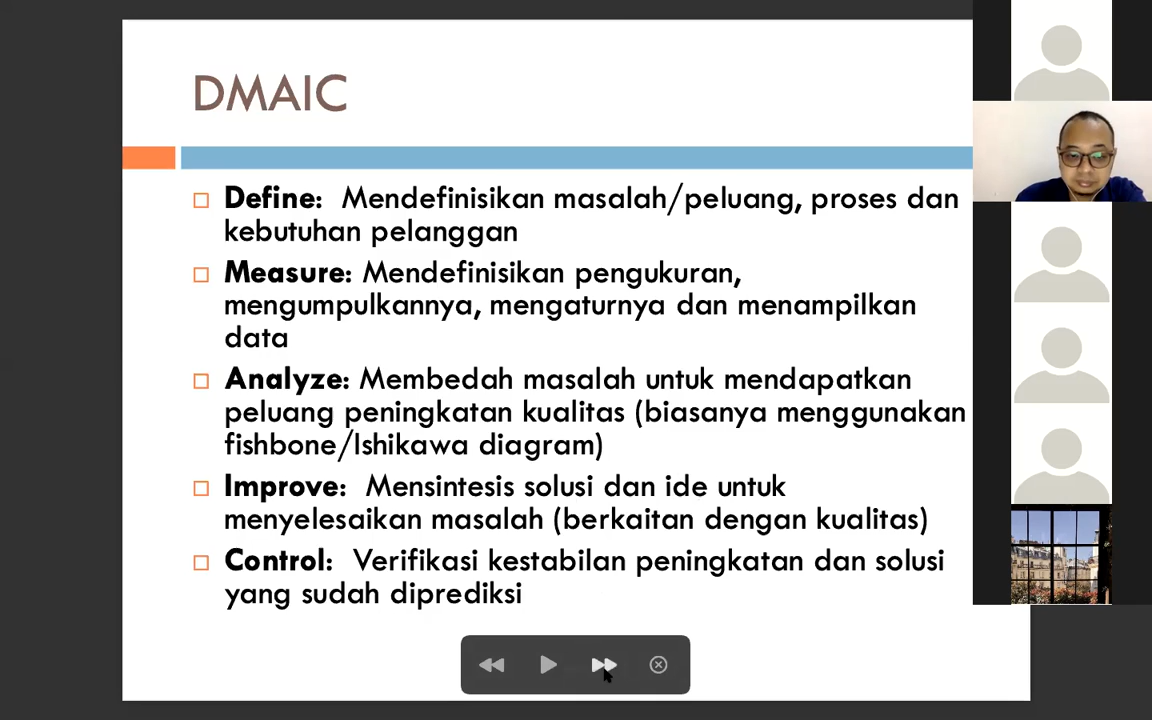 DMAIC
Define: Mendefinisikan masalah/peluang, proses dan
kebutuhan pelanggan
Measure: Mendefinisikan pengukuran,
mengumpulkannya, mengaturnya dan menampilkan
data
Analyze: Membedah masalah untuk mendapatkan
peluang peningkatan kualitas (biasanya menggunakan
fishbone/Ishikawa diagram)
Improve: Mensintesis solusi dan ide untuk
menyelesaikan masalah (berkaitan dengan kualitas)
Control: Verifikasi kestabilan peningkatan dan solusi
yang sudah diprediksi